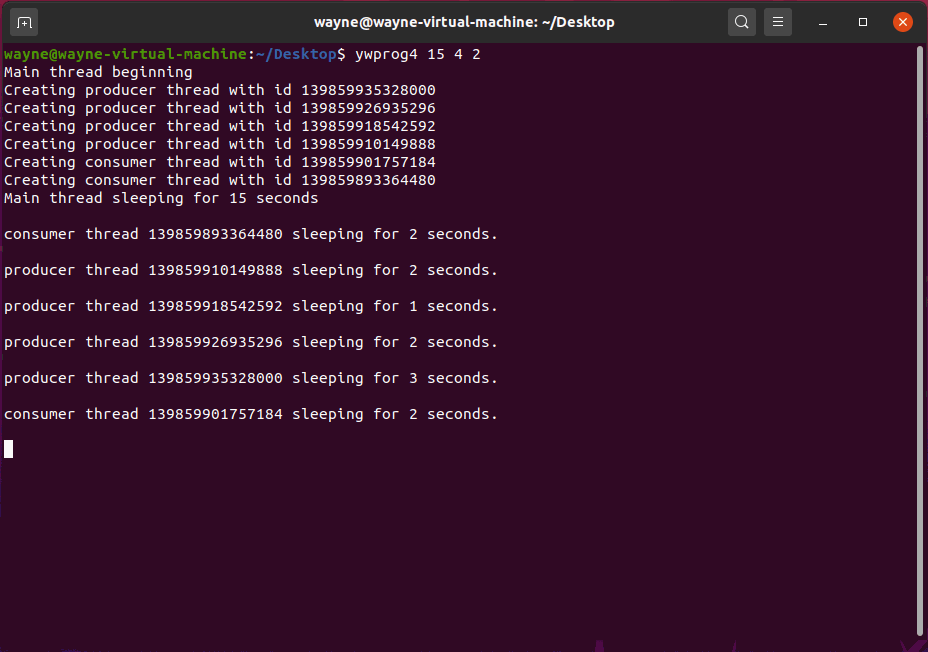 wayne@wayne-virtual-machine: ~/Desktop
wayne@wayne-virtual-machine:~/Desktop$ ywprog4 15 4 2
Main thread beginning
Creating producer thread with id 139859935328000
Creating producer thread with id 139859926935296
Creating producer thread with id 139859918542592
Creating producer thread with id 139859910149888
Creating consumer thread with id 139859901757184
Creating consumer thread with id 139859893364480
Main thread sleeping for 15 seconds
consumer thread 139859893364480 sleeping for 2 seconds.
producer thread 139859910149888 sleeping for 2 seconds.
producer thread 139859918542592 sleeping for 1 seconds.
producer thread 139859926935296 sleeping for 2 seconds.
producer thread 139859935328000 sleeping for 3 seconds.
consumer thread 139859901757184 sleeping for 2 seconds.